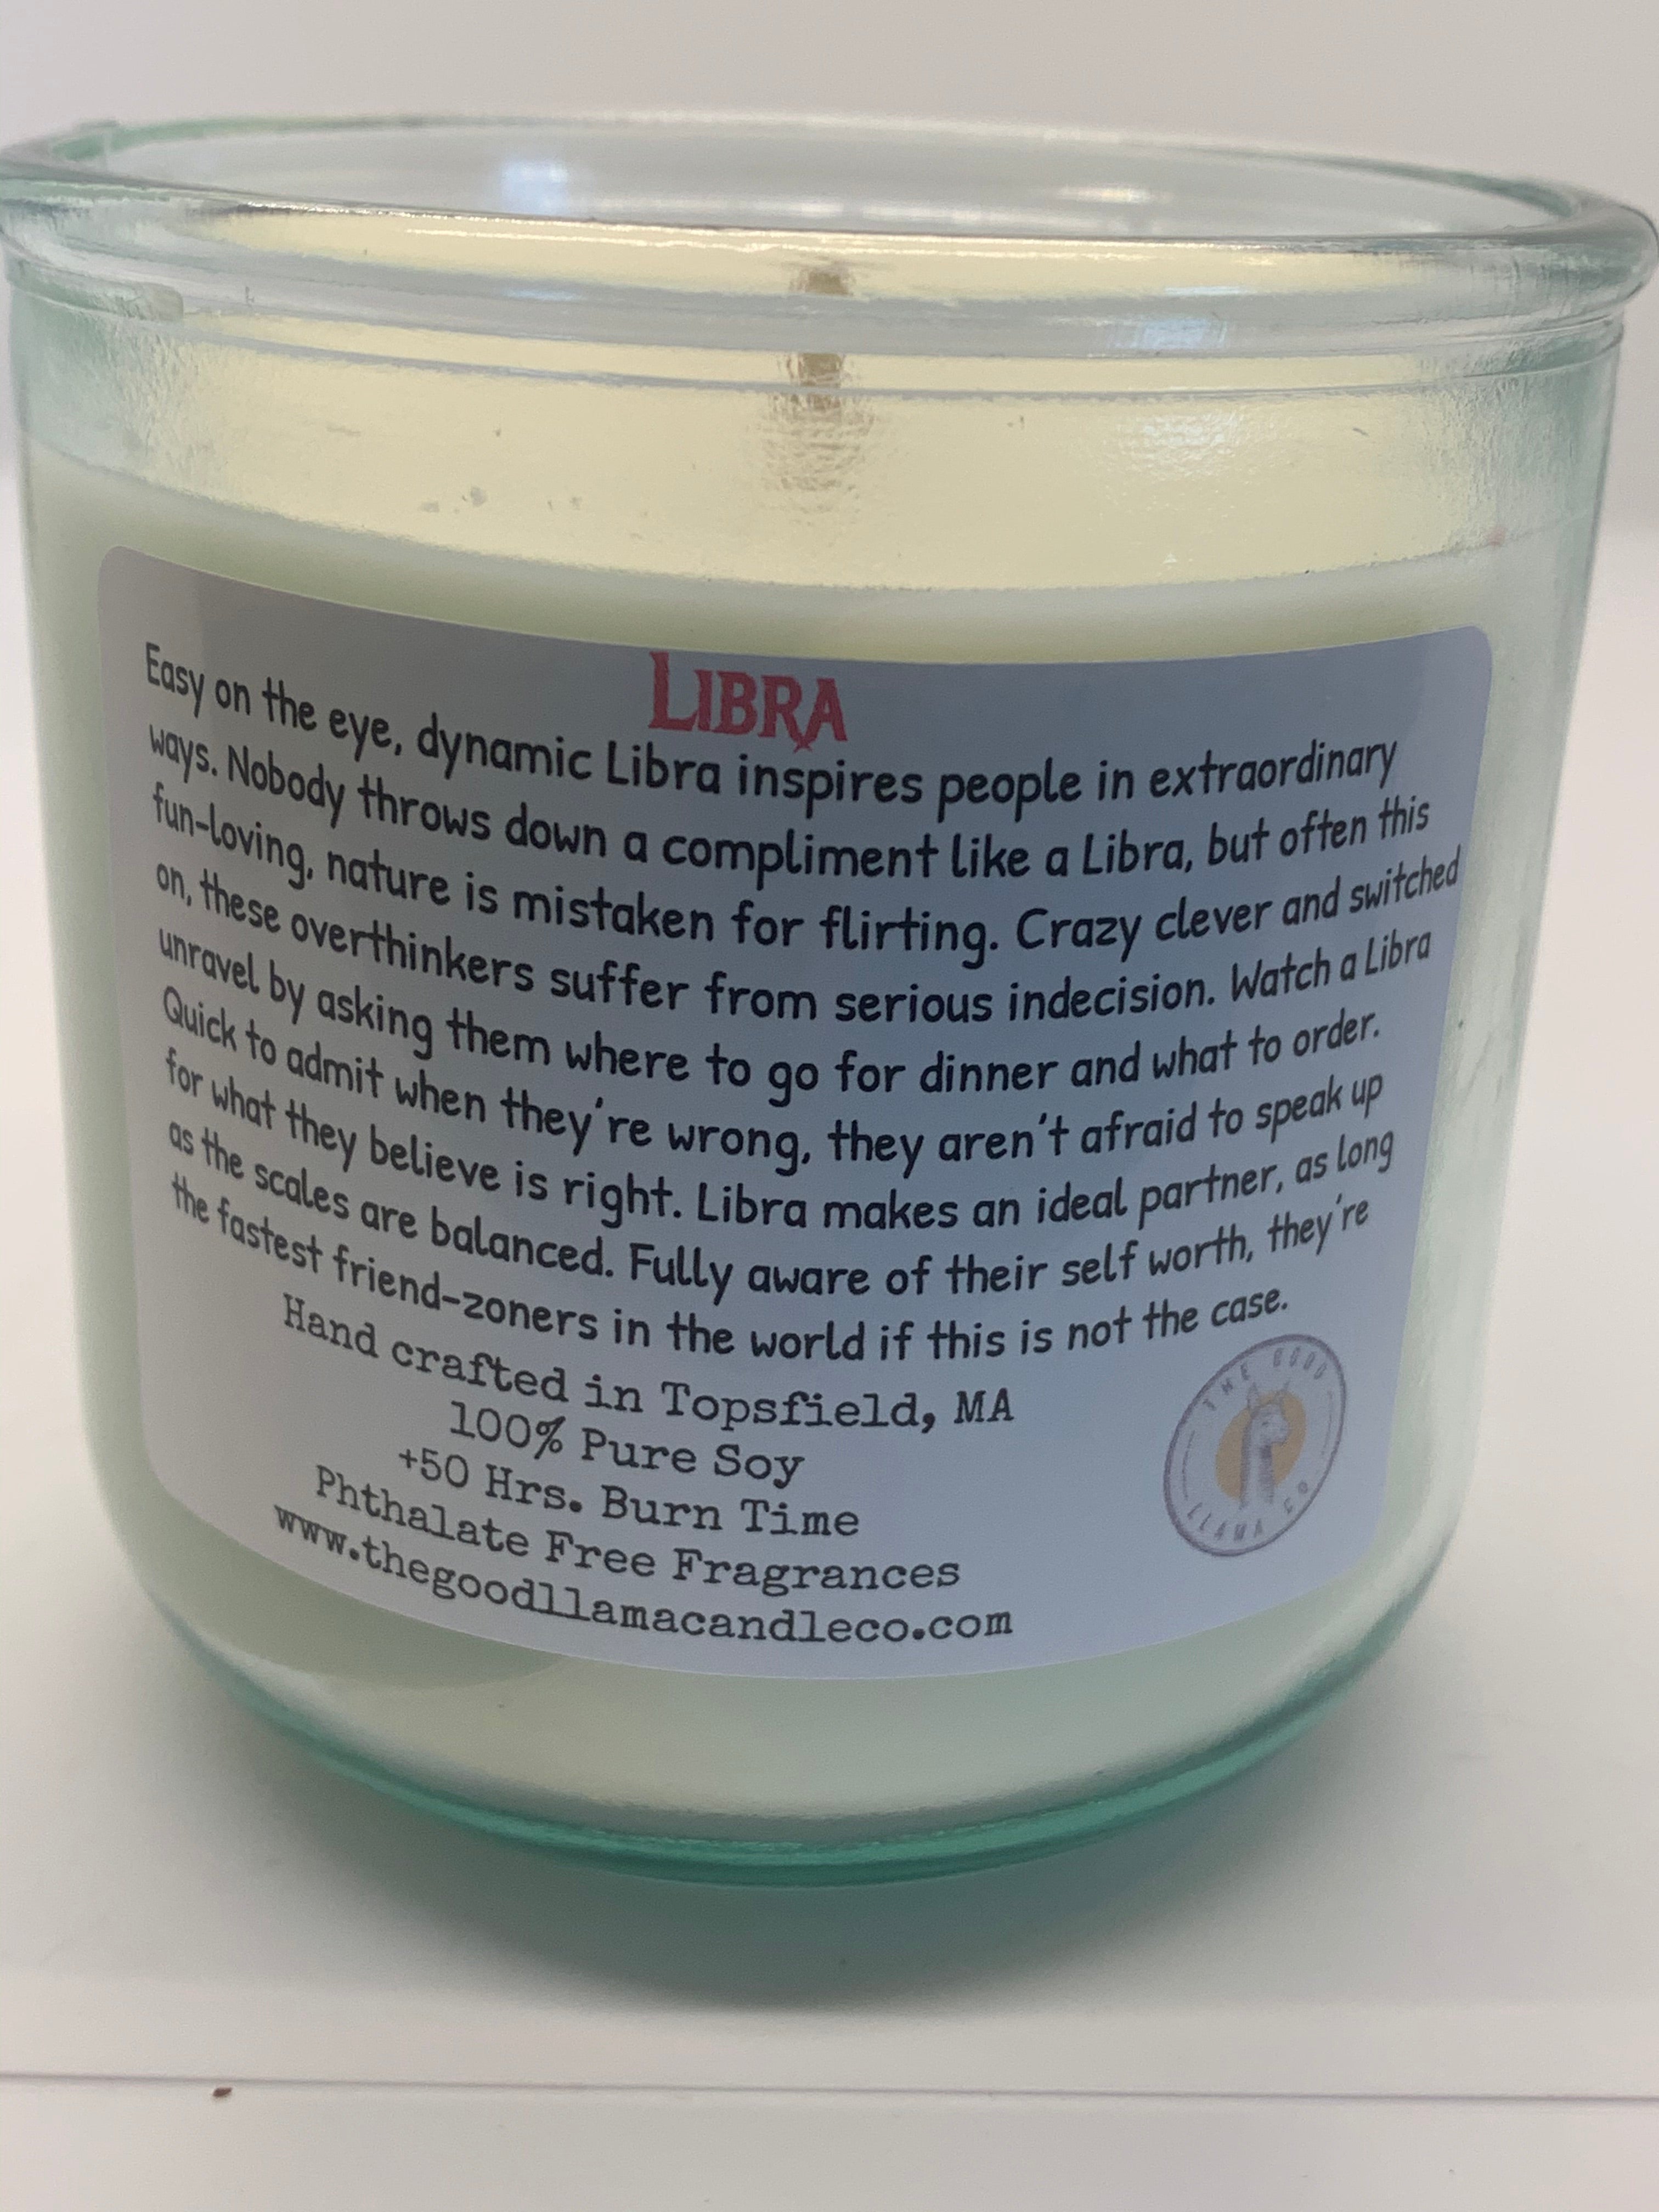 LIBRA
Easy on the eye, dynamic Libra inspires people in extraordinary
ways. Nobody throws down a compliment like a Libra, but often this
fun-loving, nature is mistaken for flirting. Crazy clever and switched
on, these overthinkers suffer from serious indecision. Watch a Libra
unravel by asking them where to go for dinner and what to order.
Quick to admit when they're wrong, they aren't afraid to speak up
for what they believe is right. Libra makes an ideal partner, as long
as the scales are balanced. Fully aware of their self worth, they're
the fastest friend-zoners in the world if this is not the case.
Hand crafted in Topsfield, MA
100% Pure Soy
+50 Hrs. Burn Time
Phthalate Free Fragrances
www.thegoodllamacandleco.com
THE GOOD
LLAMA CO